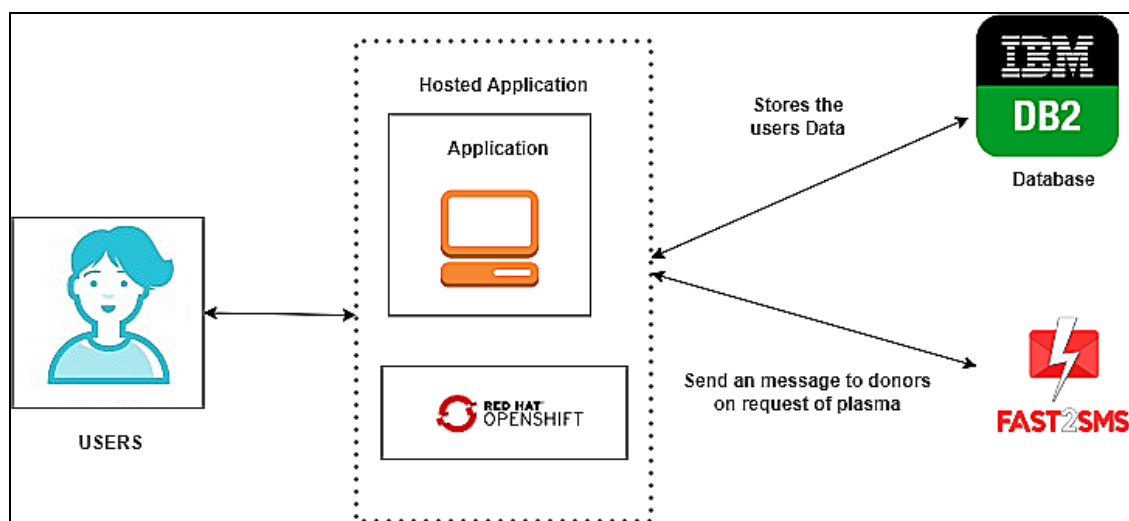 Hosted Application
Application
USERS
RED HAT
OPENSHIFT
Stores the
users Data
IBM
DB2
Database
Send an message to donors
on request of plasma
FAST2SMS